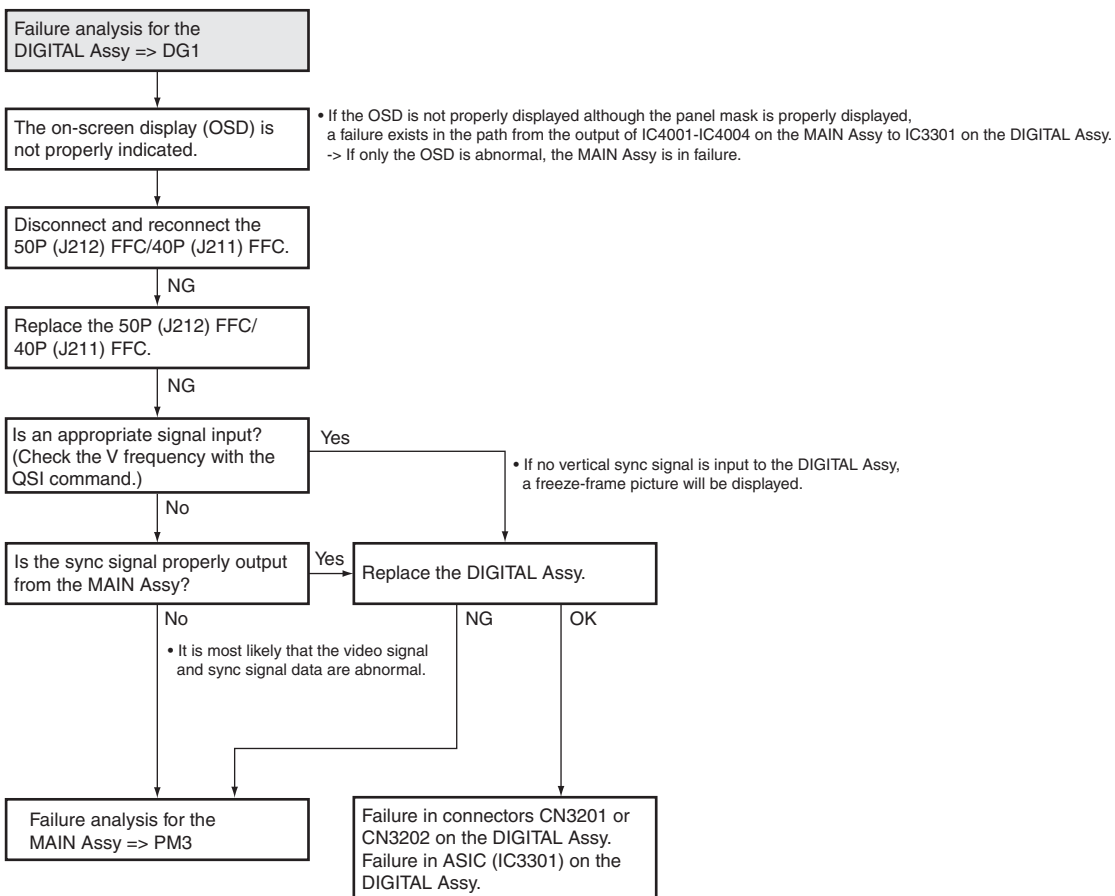 Failure analysis for the
DIGITAL Assy => DG1
The on-screen display (OSD) is
not properly indicated.
• If the OSD is not properly displayed although the panel mask is properly displayed,
a failure exists in the path from the output of IC4001-IC4004 on the MAIN Assy to IC3301 on the DIGITAL Assy.
-> If only the OSD is abnormal, the MAIN Assy is in failure.
Disconnect and reconnect the
50P (J212) FFC/40P (J211) FFC.
NG
Replace the 50P (J212) FFC/
40P (J211) FFC.
NG
Is an appropriate signal input?
(Check the V frequency with the
QSI command.)
Yes
• If no vertical sync signal is input to the DIGITAL Assy,
a freeze-frame picture will be displayed.
No
Is the sync signal properly output
from the MAIN Assy?
Yes
Replace the DIGITAL Assy.
No
NG
OK
• It is most likely that the video signal
and sync signal data are abnormal.
Failure analysis for the
MAIN Assy => PM3
Failure in connectors CN3201 or
CN3202 on the DIGITAL Assy.
Failure in ASIC (IC3301) on the
DIGITAL Assy.